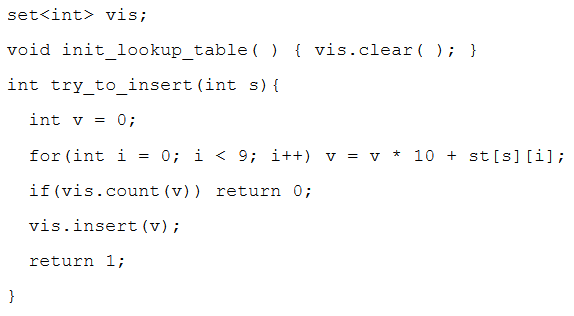 set<int> vis;
void init_lookup_table( ) { vis.clear( ); }
int try_to_insert(int s){
  int v = 0;
  for(int i = 0; i < 9; i++) v = v * 10 + st[s][i];
  if(vis.count(v)) return 0;
  vis.insert(v);
  return 1;
}